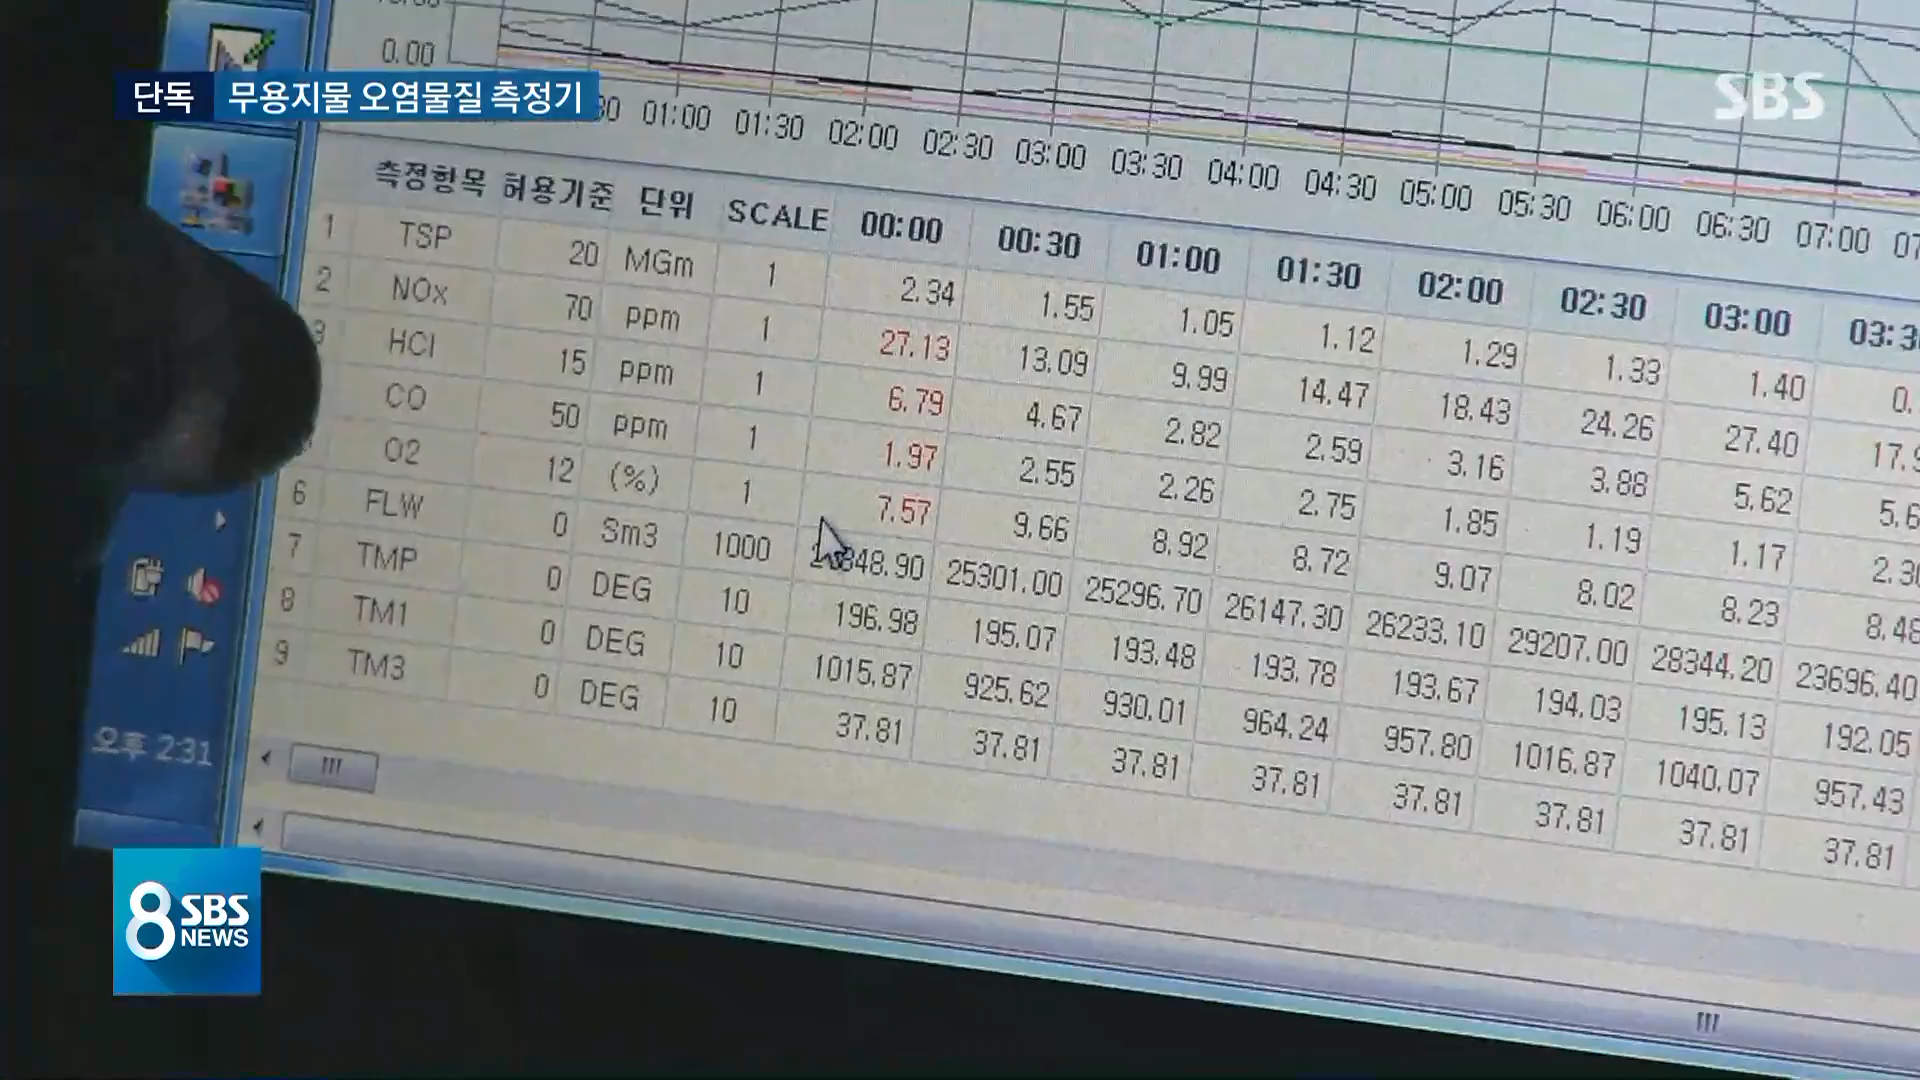 0.00
단독 무용지물 오염물질 측정기
SBS
01:00 01:30 02:00 02:30 03:00 03:30 04:00 04:30 05:00 05:30 06:00 06:30 07:00
측정항목 허용기준 단위 SCALE 00:00 00:30 01:00 01:30 02:00 02:30 03:00
1 TSP 20 MGm 1 2.34 1.55 1.05 1.12 1.29 1.33 1.40
2 NOx 70 ppm 1 27.13 13.09 9.99 14.47 18.43 24.26 27.40
3 HCl 15 ppm 1 6.79 4.67 2.82 2.59 3.16 3.88 5.62
CO 50 ppm 1 1.97 2.55 2.26 2.75 1.85 1.19 1.17
O2 12 (%) 1 7.57 9.66 8.92 8.72 9.07 8.02 8.23
6 FLW 0 Sm3 1000 25301.00 25296.70 26147.30 26233.10 29207.00 28344.20 23696.40
7 TMP 0 DEG 10 196.98 195.07 193.48 193.78 193.67 194.03 195.13 192.05
8 TM1 0 DEG 10 1015.87 925.62 930.01 964.24 957.80 1016.87 1040.07 957.43
9 TM3 0 DEG 10 37.81 37.81 37.81 37.81 37.81 37.81 37.81 37.81
오후 2:31
8 SBS NEWS